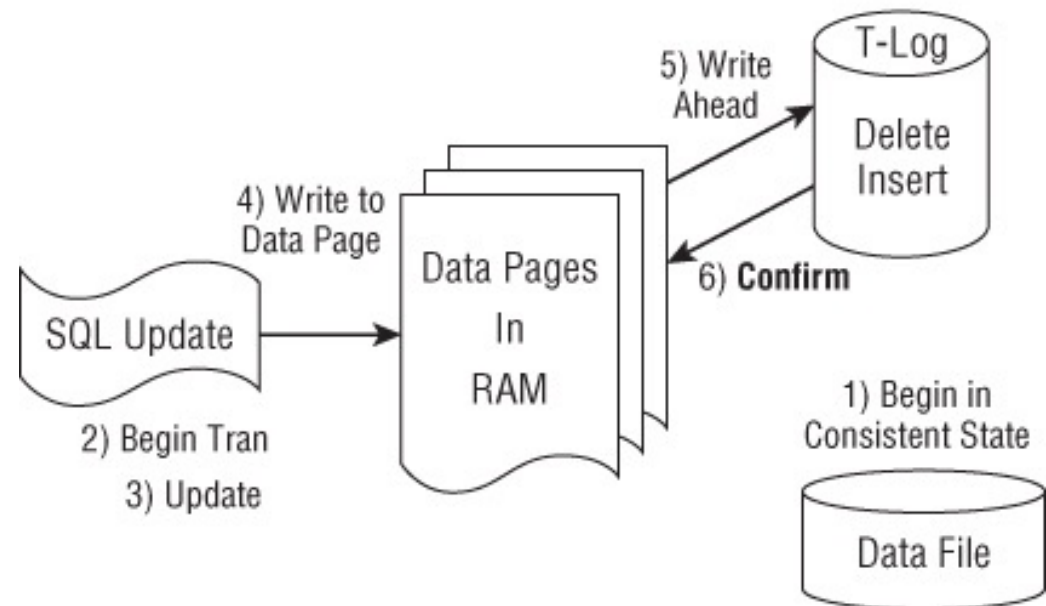 T-Log
Delete
Insert
5) Write
Ahead
4) Write to
Data Page
Data Pages
In
RAM
6) Confirm
SQL Update
2) Begin Tran
3) Update
1) Begin in
Consistent State
Data File